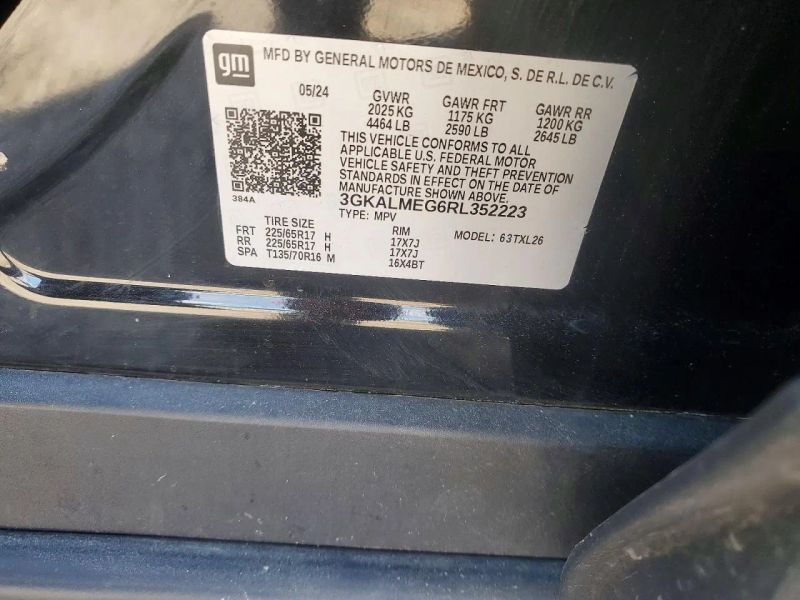 gm MFD BY GENERAL MOTORS DE MEXICO, S. DE R.L. DE C.V.
05/24 GVWR GAWR FRT GAWR RR
2025 KG 1175 KG 1200 KG
4464 LB 2590 LB 2645 LB
THIS VEHICLE CONFORMS TO ALL
APPLICABLE U.S. FEDERAL MOTOR
VEHICLE SAFETY AND THEFT PREVENTION
STANDARDS IN EFFECT ON THE DATE OF
MANUFACTURE SHOWN ABOVE.
384A 3GKALMEG6RL352223
TYPE: MPV
TIRE SIZE RIM MODEL: 63TXL26
FRT 225/65R17 H 17X7J
RR 225/65R17 H 17X7J
SPA T135/70R16 M 16X4BT